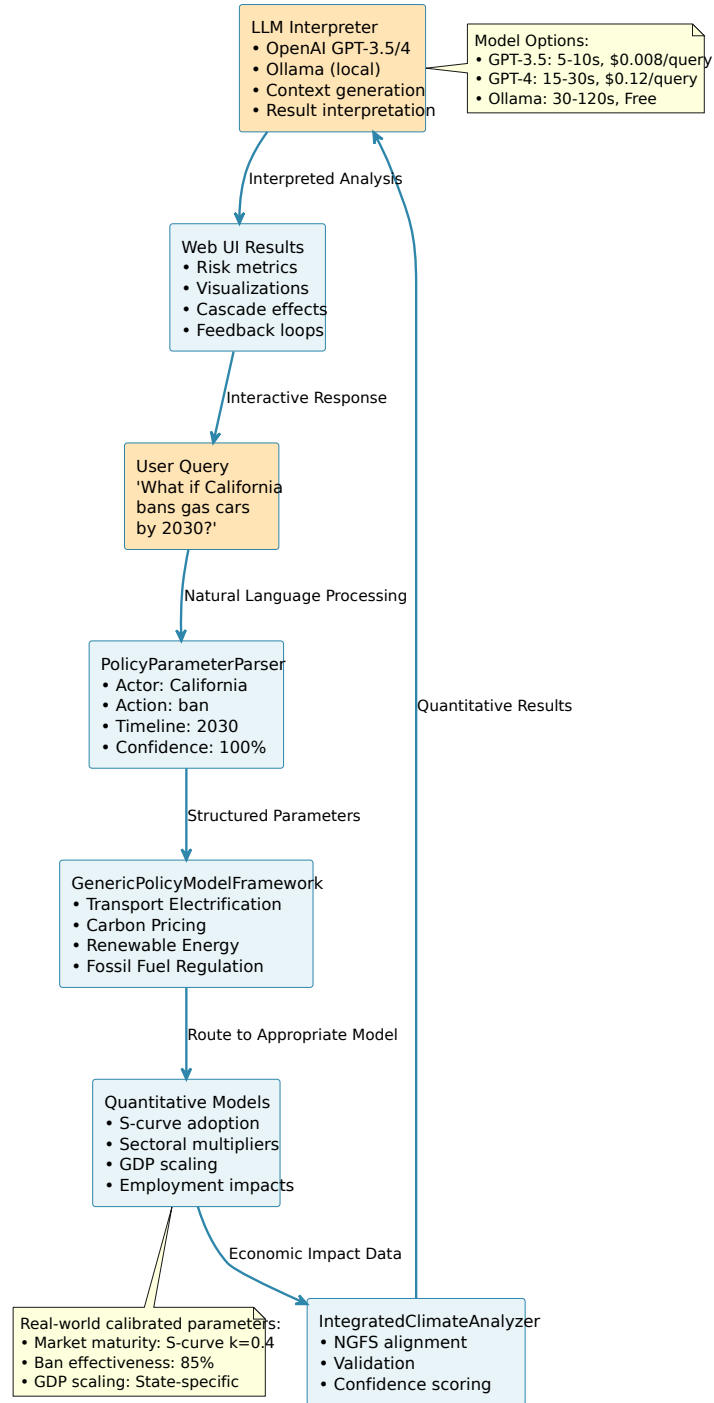 LLM Interpreter
• OpenAI GPT-3.5/4
• Ollama (local)
• Context generation
• Result interpretation
Model Options:
• GPT-3.5: 5-10s, $0.008/query
• GPT-4: 15-30s, $0.12/query
• Ollama: 30-120s, Free
Interpreted Analysis
Web UI Results
• Risk metrics
• Visualizations
• Cascade effects
• Feedback loops
Interactive Response
User Query
'What if California
bans gas cars
by 2030?'
Natural Language Processing
PolicyParameterParser
• Actor: California
• Action: ban
• Timeline: 2030
• Confidence: 100%
Quantitative Results
Structured Parameters
GenericPolicyModelFramework
• Transport Electrification
• Carbon Pricing
• Renewable Energy
• Fossil Fuel Regulation
Route to Appropriate Model
Quantitative Models
• S-curve adoption
• Sectoral multipliers
• GDP scaling
• Employment impacts
Economic Impact Data
Real-world calibrated parameters:
• Market maturity: S-curve k=0.4
• Ban effectiveness: 85%
• GDP scaling: State-specific
IntegratedClimateAnalyzer
• NGFS alignment
• Validation
• Confidence scoring